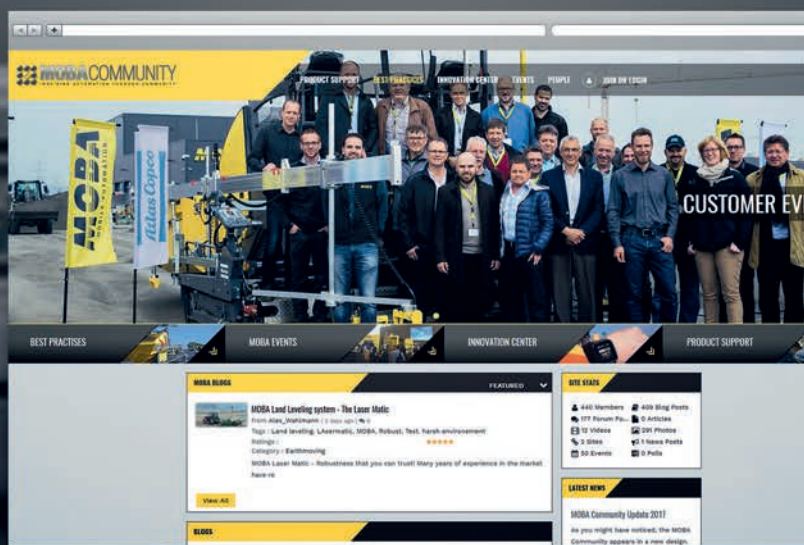 MOBACOMMUNITY
BUILDING AUTOMATION THROUGH COMMUNITY
PRODUCT SUPPORT BEST PRACTICES INNOVATION CENTER EVENTS PEOPLE JOIN OR LOGIN
MOBA
MOBILE AUTOMATION
Atlas Copco
CUSTOMER EV
BEST PRACTISES MOBA EVENTS INNOVATION CENTER PRODUCT SUPPORT
MOBA BLOGS FEATURED
MOBA Land Leveling system - The Laser Matic
From Alex_Wahlmann | 2 days ago | 0
Tags : Land leveling, LAsermatic, MOBA, Robust, Test, harsh environment
Ratings :
Category : Earthmoving
MOBA Laser Matic - Robustness that you can trust! Many years of experience in the market
have re
View All
BLOGS
SITE STATS
440 Members 409 Blog Posts
177 Forum Po... 0 Articles
12 Videos 291 Photos
2 Sites 1 News Posts
50 Events 0 Polls
LATEST NEWS
MOBA Community Update 2017
As you might have noticed, the MOBA
Community appears in a new design.